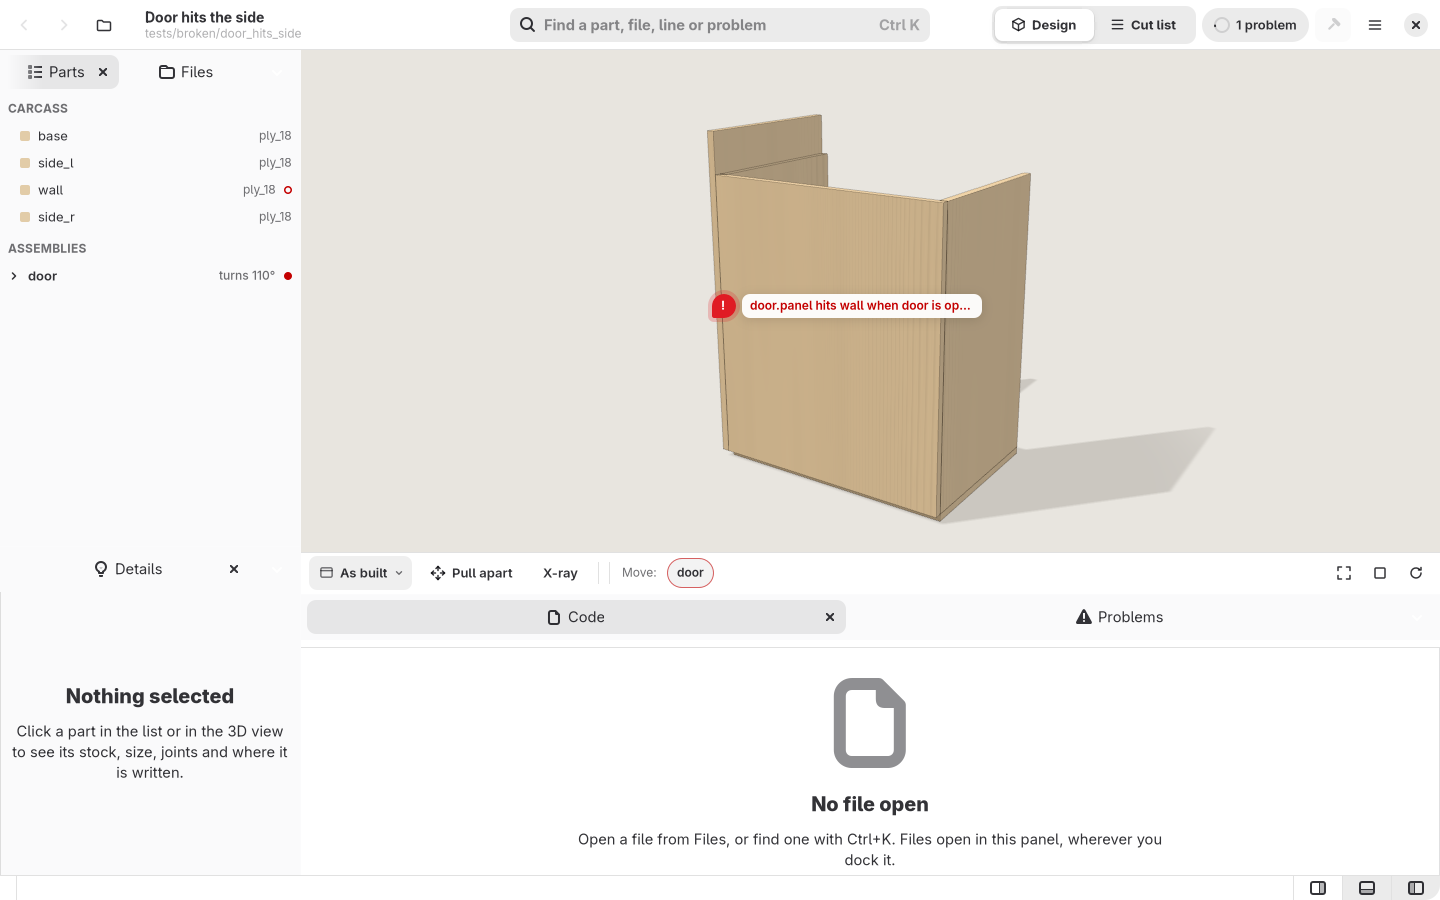 Door hits the side
tests/broken/door_hits_side
Find a part, file, line or problem
Ctrl K
Design
Cut list
1 problem
Parts
Files
CARCASS
base
ply_18
side_l
ply_18
wall
ply_18
side_r
ply_18
ASSEMBLIES
door
turns 110°
!
door.panel hits wall when door is op...
Details
Nothing selected
Click a part in the list or in the 3D view
to see its stock, size, joints and where it
is written.
As built
Pull apart
X-ray
Move:
door
Code
Problems
No file open
Open a file from Files, or find one with Ctrl+K. Files open in this panel, wherever you
dock it.